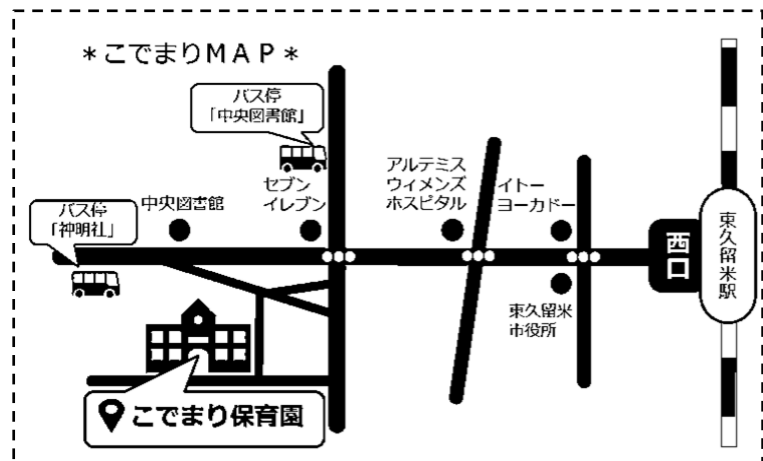 ＊こでまりＭＡＰ＊
バス停
「中央図書館」
バス停
「神明社」
中央図書館
セブン
イレブン
アルテミス
ウィメンズ
ホスピタル
イトー
ヨーカドー
西口
東久留米駅
東久留米
市役所
こでまり保育園